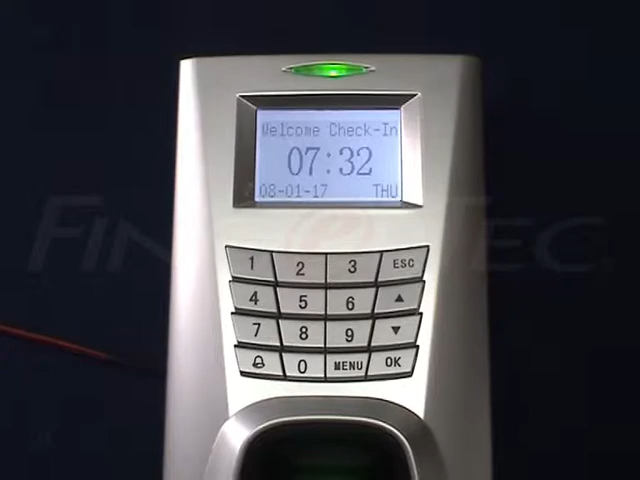 Welcome Check-In
07:32
08-01-17 THU
1 2 3 ESC
4 5 6 ▲
7 8 9 ▼
0 MENU OK